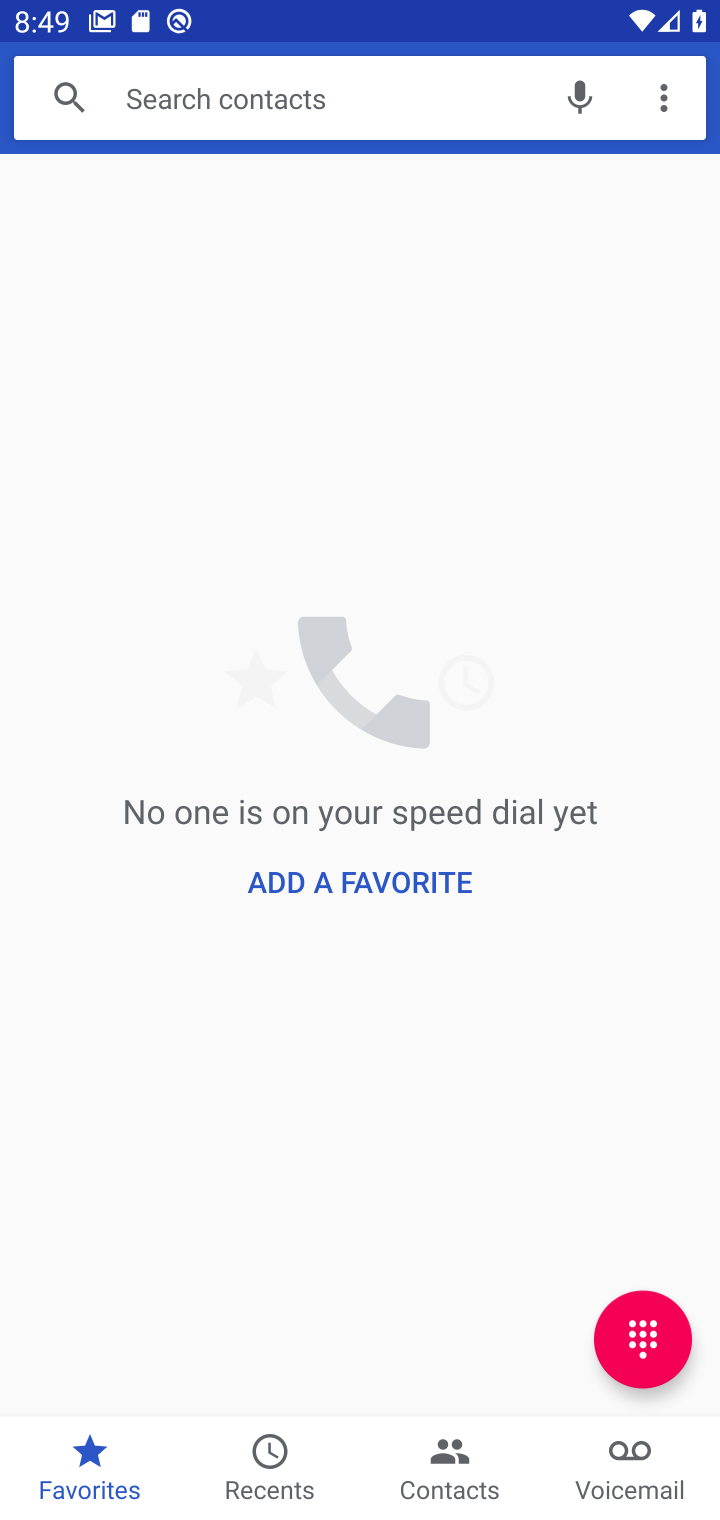 8:49
Search contacts
No one is on your speed dial yet
ADD A FAVORITE
Favorites
Recents
Contacts
Voicemail